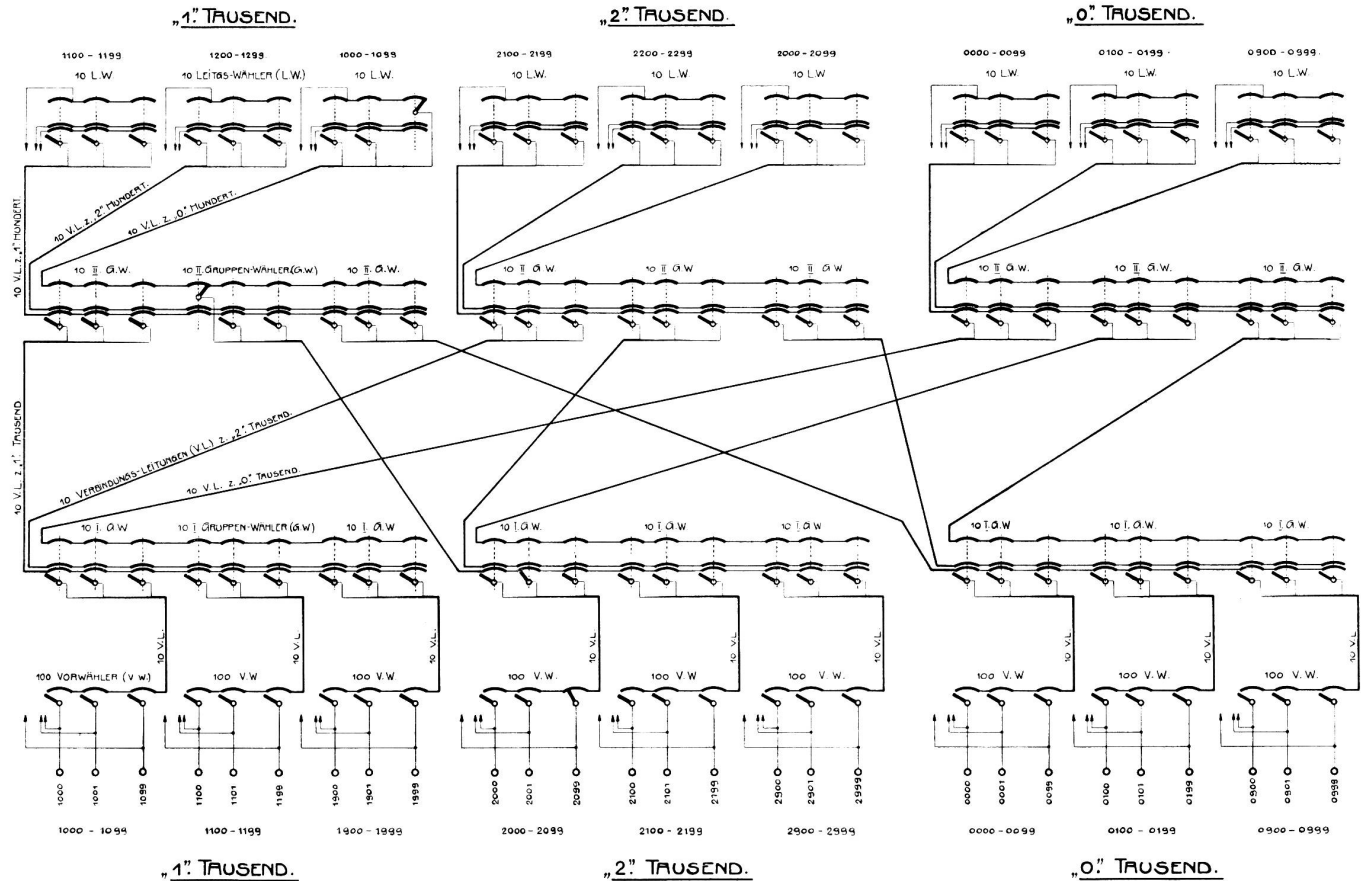 „1.” TAUSEND. „2.” TAUSEND. „0.” TAUSEND.
1100 - 1199 1200 - 1299. 1000 - 1099 2100 - 2199 2200 - 2299 2000 - 2099 0000 - 0099 0100 - 0199. 0900 - 0999.
10 L.W. 10 LEITGS-WÄHLER (L.W.) 10 L.W. 10 L.W. 10 L.W. 10 L.W. 10 L.W. 10 L.W. 10 L.W.
10 V.L. z. „1.” HUNDERT.
10 V.L. z. „2.” HUNDERT.
10 V.L. z. „0.” HUNDERT.
10 II. G.W. 10 II. GRUPPEN-WÄHLER (G.W.) 10 II. G.W. 10 II G.W 10 II G.W 10 II G.W 10 II G.W 10 II. G.W. 10 II. G.W.
10 V.L. z. „1.” TAUSEND
10 VERBINDUNGS-LEITUNGEN (V.L.) z. „2.” TAUSEND.
10 V.L. z. „0.” TAUSEND.
10 I. G.W 10 I GRUPPEN-WÄHLER (G.W) 10 I. G.W 10 I G.W. 10 I G.W. 10 I G.W 10 I G.W 10 I. G.W. 10 I G.W.
10 V.L. 10 V.L. 10 V.L. 10 V.L. 10 V.L. 10 V.L. 10 V.L. 10 V.L. 10 V.L.
100 VORWÄHLER (V.W.) 100 V.W 100 V.W. 100 V.W. 100 V.W 100 V.W. 100 V.W. 100 V.W. 100 V.W.
1000 1001 1099 1100 1101 1199 1900 1901 1999 2000 2001 2099 2100 2101 2199 2900 2901 2999 0000 0001 0099 0100 0101 0199 0900 0901 0999
1000 - 1099 1100 - 1199 1900 - 1999 2000 - 2099 2100 - 2199 2900 - 2999 0000 - 0099 0100 - 0199 0900 - 0999
„1.” TAUSEND. „2.” TAUSEND. „0.” TAUSEND.